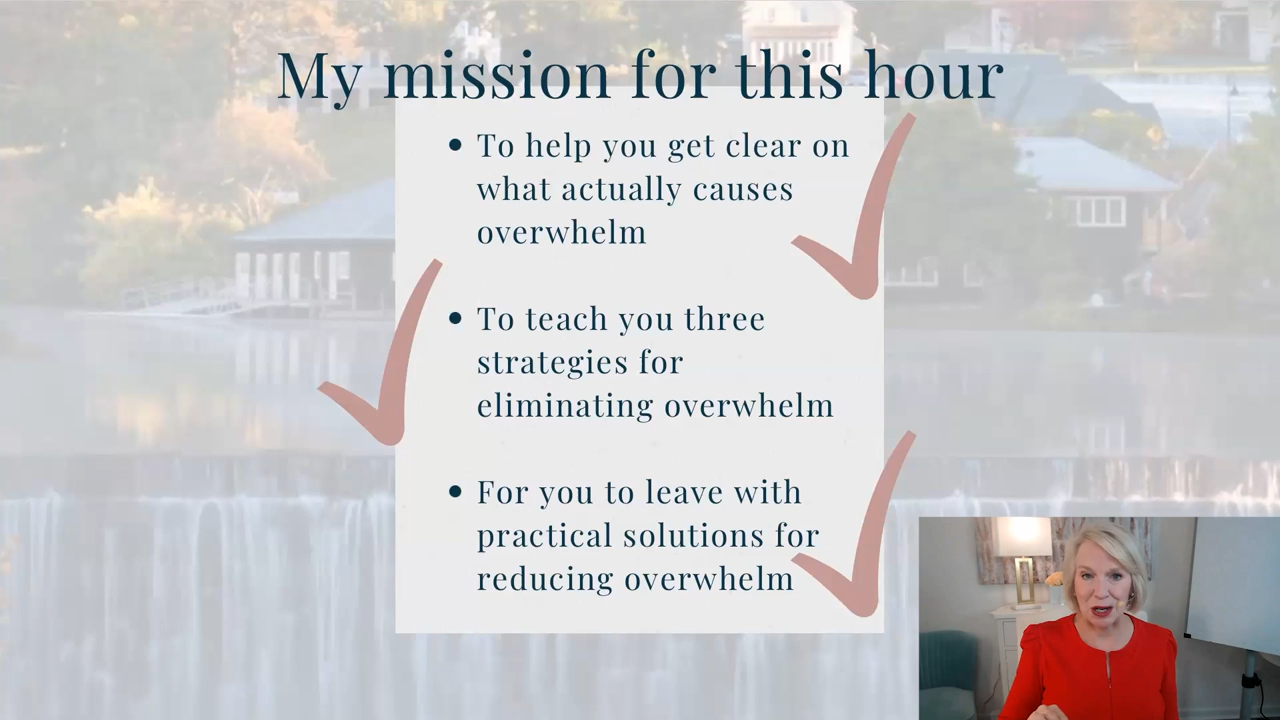 My mission for this hour
• To help you get clear on
what actually causes
overwhelm
• To teach you three
strategies for
eliminating overwhelm
• For you to leave with
practical solutions for
reducing overwhelm